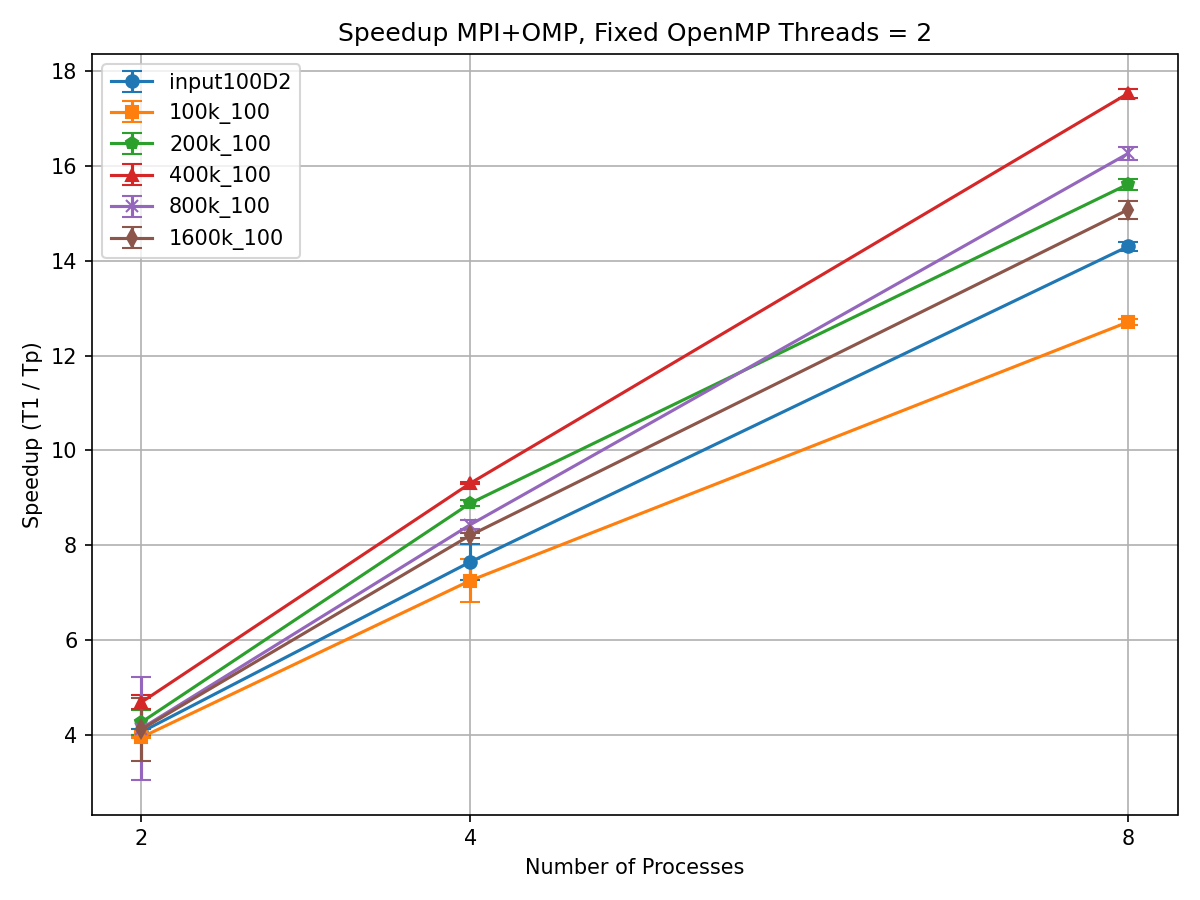 Speedup MPI+OMP, Fixed OpenMP Threads = 2
input100D2
100k_100
200k_100
400k_100
800k_100
1600k_100
18
16
14
12
10
8
6
4
Speedup (T1 / Tp)
2
4
8
Number of Processes